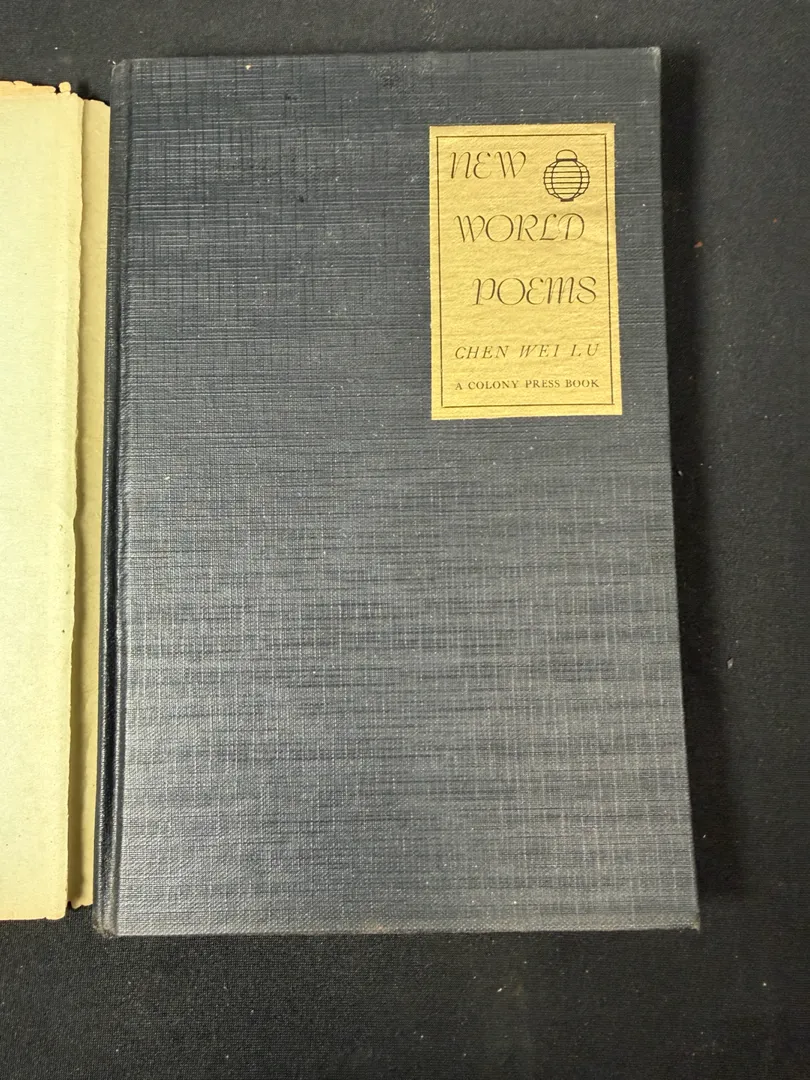 NEW
WORLD
POEMS
CHEN WEI LU
A COLONY PRESS BOOK